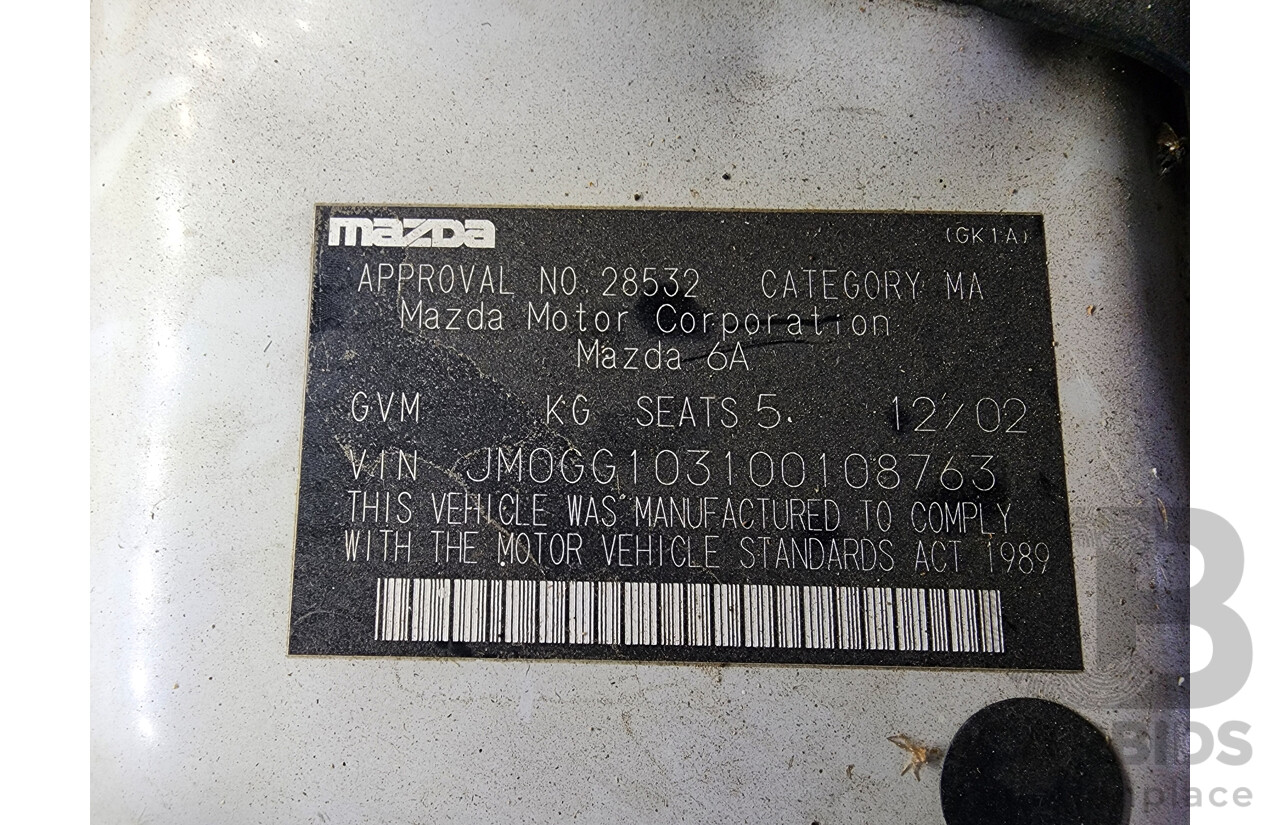 mazda
(GK1A)
APPROVAL NO. 28532 CATEGORY MA
Mazda Motor Corporation
Mazda 6A
GVM KG SEATS 5. 12/02
VIN JM0GG103100108763
THIS VEHICLE WAS MANUFACTURED TO COMPLY
WITH THE MOTOR VEHICLE STANDARDS ACT 1989
BIDS
place